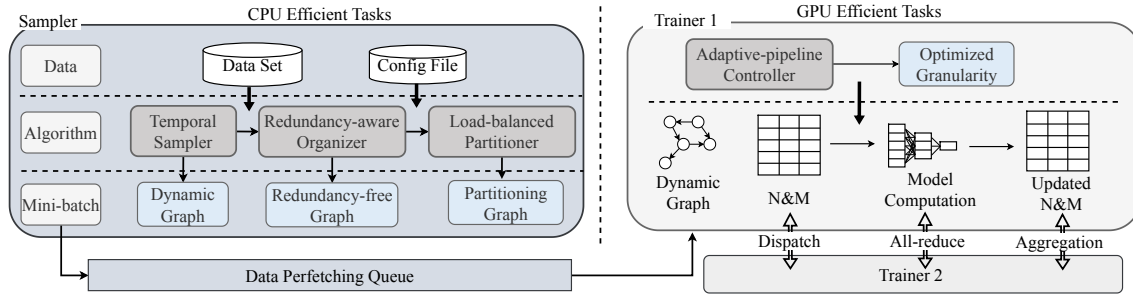 CPU Efficient Tasks
Sampler
Data
Data Set
Config File
Algorithm
Temporal
Sampler
Redundancy-aware
Organizer
Load-balanced
Partitioner
Mini-batch
Dynamic
Graph
Redundancy-free
Graph
Partitioning
Graph
Data Perfetching Queue
GPU Efficient Tasks
Trainer 1
Adaptive-pipeline
Controller
Optimized
Granularity
Dynamic
Graph
N&M
Model
Computation
Updated
N&M
Dispatch
All-reduce
Aggregation
Trainer 2